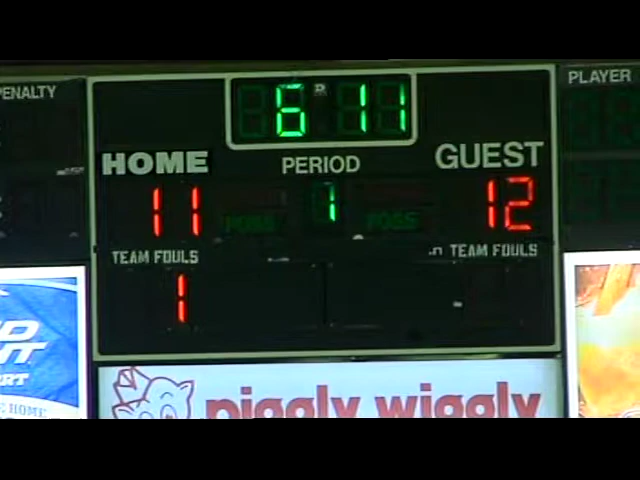 PENALTY
PLAYER
6 11
HOME
PERIOD
GUEST
11
POSS
1
POSS
12
TEAM FOULS
TEAM FOULS
1
piggly wiggly
HOME